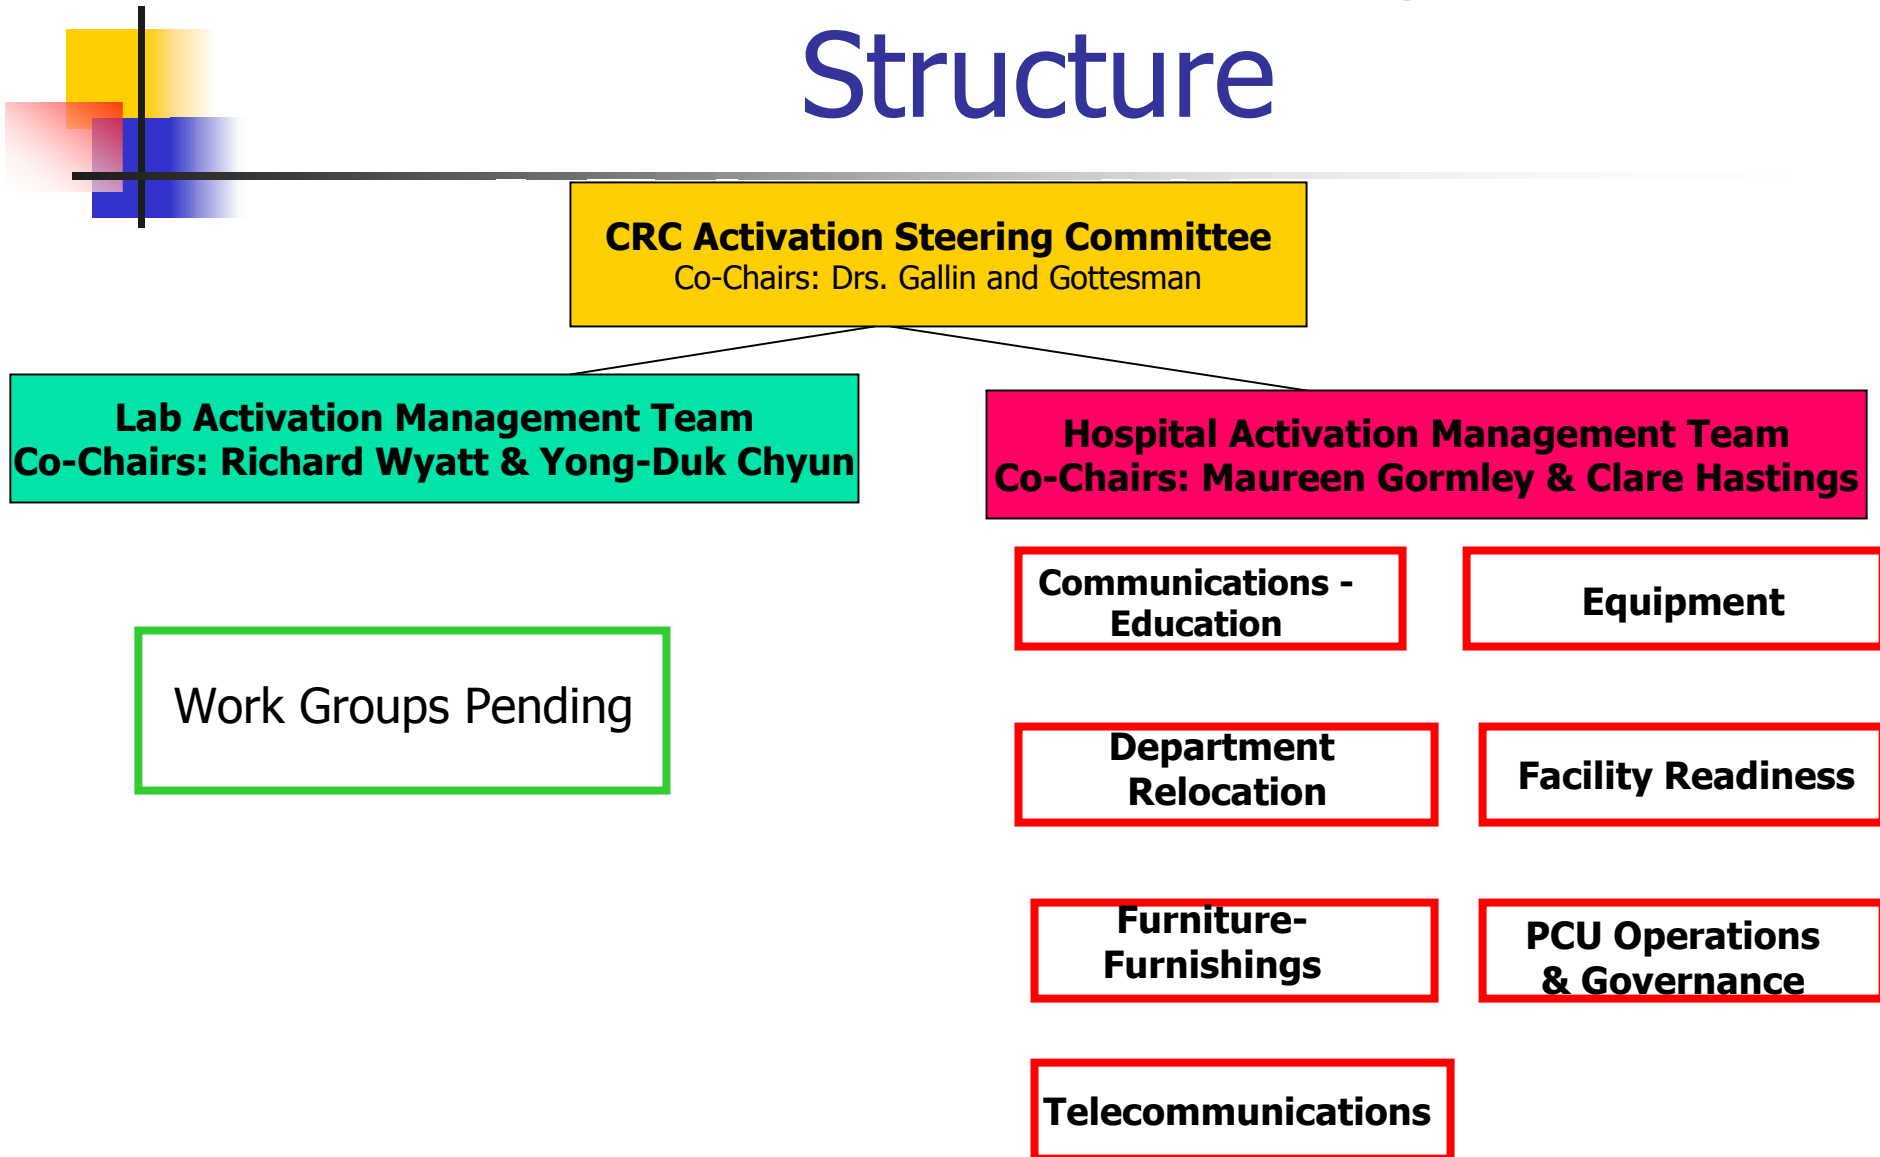 Structure
CRC Activation Steering Committee
Co-Chairs: Drs. Gallin and Gottesman
Lab Activation Management Team
Co-Chairs: Richard Wyatt & Yong-Duk Chyun
Hospital Activation Management Team
Co-Chairs: Maureen Gormley & Clare Hastings
Work Groups Pending
Communications -
Education
Equipment
Department
Relocation
Facility Readiness
Furniture-
Furnishings
PCU Operations
& Governance
Telecommunications